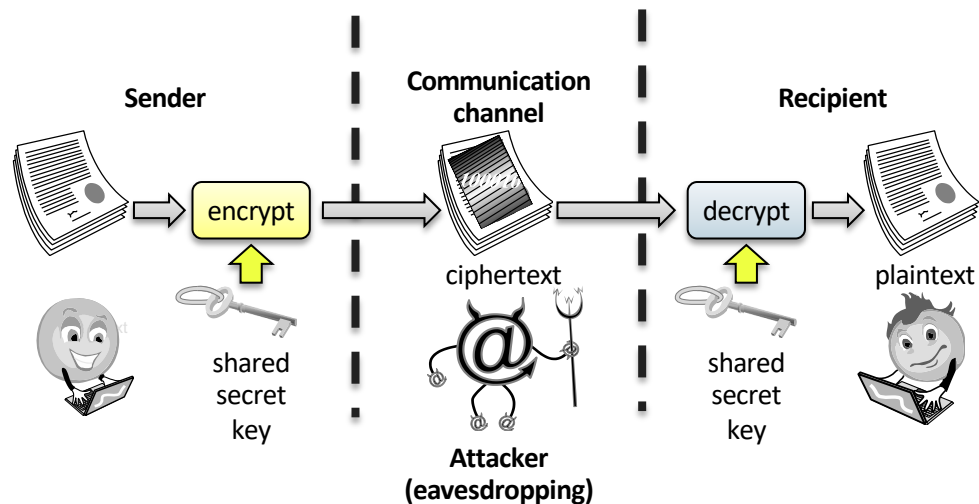 Sender
Communication
channel
Recipient
encrypt
decrypt
ciphertext
plaintext
shared
secret
key
@
@
@
@
@
shared
secret
key
Attacker
(eavesdropping)